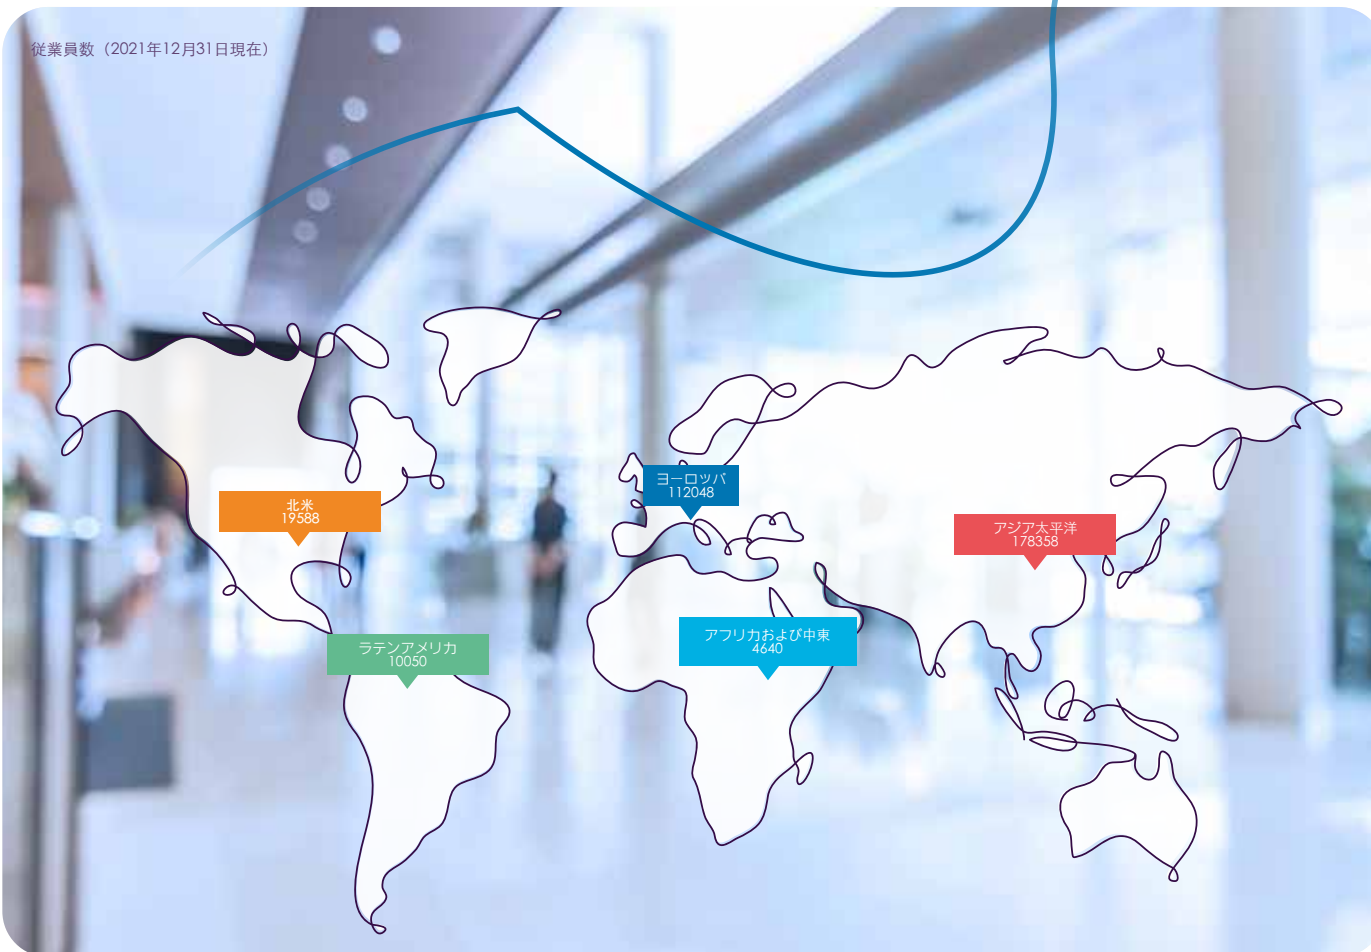 従業員数（2021年12月31日現在）
ヨーロッパ
112048
北米
19588
アジア太平洋
178358
アフリカおよび中東
4640
ラテンアメリカ
10050